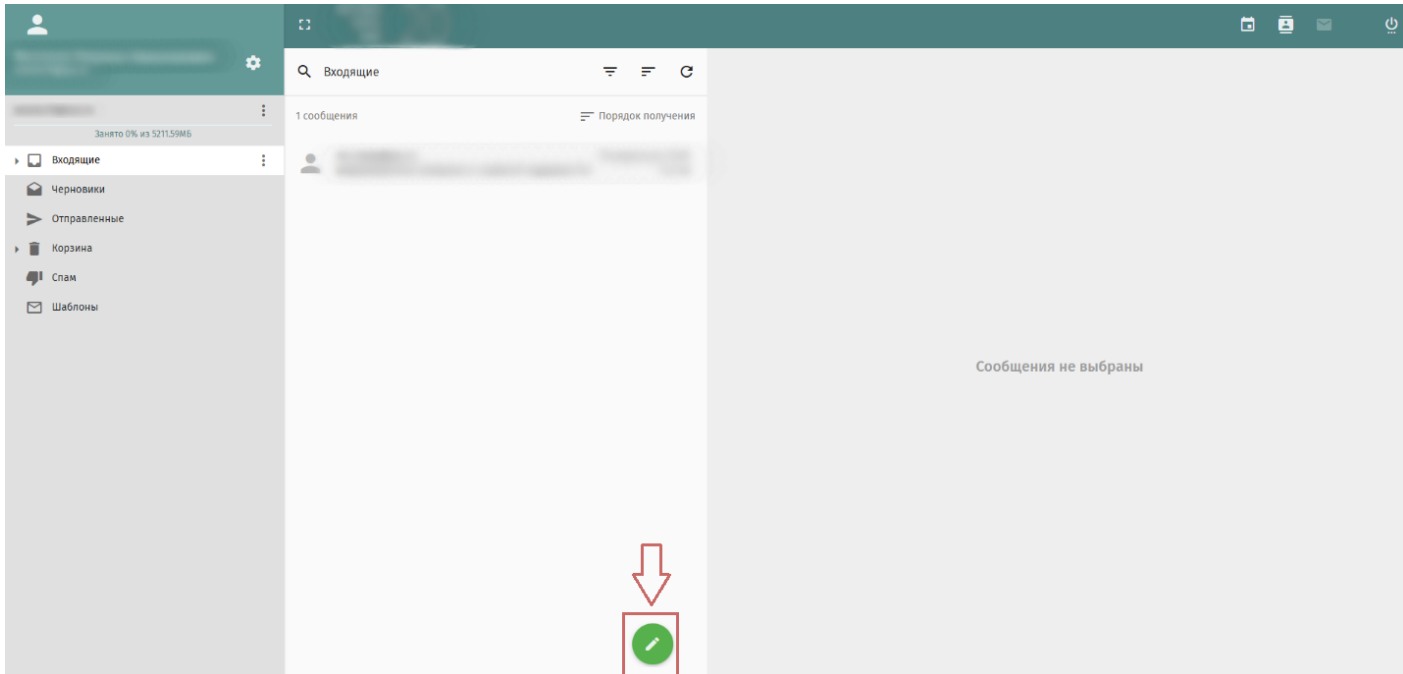 Входящие
1 сообщения
Порядок получения
Занято 0% из 5211.59МБ
Входящие
Черновики
Отправленные
Корзина
Спам
Шаблоны
Сообщения не выбраны